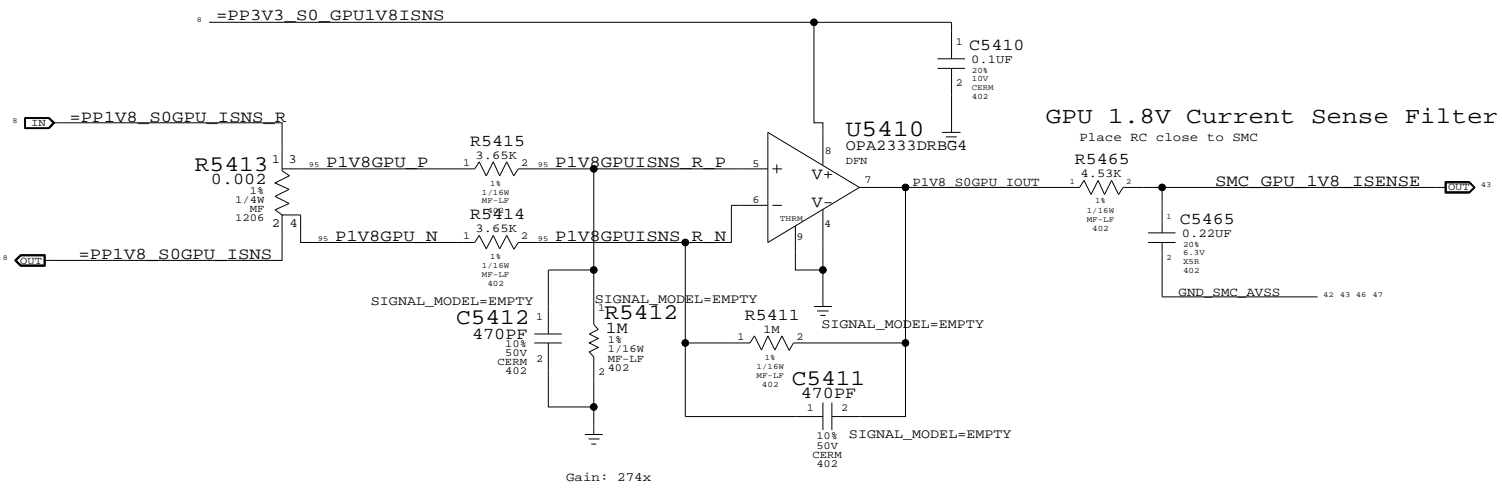 8 =PP3V3_S0_GPU1V8ISNS
1 C5410
0.1UF
20%
10V
2 CERM
402
8 IN =PP1V8_S0GPU_ISNS_R
GPU 1.8V Current Sense Filter
Place RC close to SMC
R5413
0.002
1%
1/4W
MF
1206
1 3
2 4
95 P1V8GPU_P
R5415
3.65K
1 2
1%
1/16W
MF-LF
402
95 P1V8GPUISNS_R_P
R5414
3.65K
95 P1V8GPU_N
1 2
1%
1/16W
MF-LF
402
95 P1V8GPUISNS_R_N
8 OUT =PP1V8_S0GPU_ISNS
U5410
OPA2333DRBG4
DFN
8
5 +
V+
7
6 -
V-
THRM
9 4
P1V8_S0GPU_IOUT
R5465
4.53K
1 2
1%
1/16W
MF-LF
402
SMC_GPU_1V8_ISENSE OUT 43
1 C5465
0.22UF
20%
6.3V
2 X5R
402
GND_SMC_AVSS 42 43 46 47
SIGNAL_MODEL=EMPTY
C5412 1
470PF
10%
50V
CERM 2
402
SIGNAL_MODEL=EMPTY
1 R5412
1M
1%
1/16W
MF-LF
2 402
SIGNAL_MODEL=EMPTY
R5411
1M
1 2
1%
1/16W
MF-LF
402
C5411
470PF
1 2
10%
50V
CERM
402
SIGNAL_MODEL=EMPTY
Gain: 274x